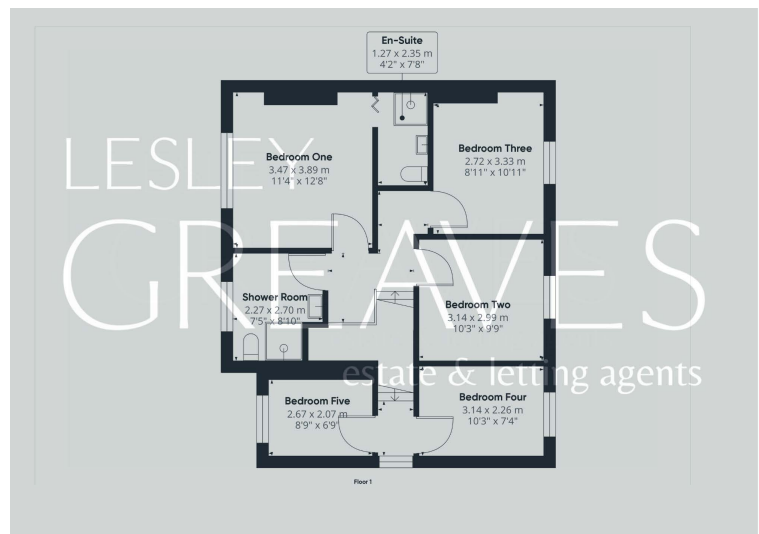 En-Suite
1.27 x 2.35 m
4'2" x 7'8"
Bedroom One
3.47 x 3.89 m
11'4" x 12'8"
Bedroom Three
2.72 x 3.33 m
8'11" x 10'11"
LESLEY
GREAVES
estate & letting agents
Shower Room
2.27 x 2.70 m
7'5" x 8'10"
Bedroom Two
3.14 x 2.99 m
10'3" x 9'9"
Bedroom Five
2.67 x 2.07 m
8'9" x 6'9"
Bedroom Four
3.14 x 2.26 m
10'3" x 7'4"
Floor 1